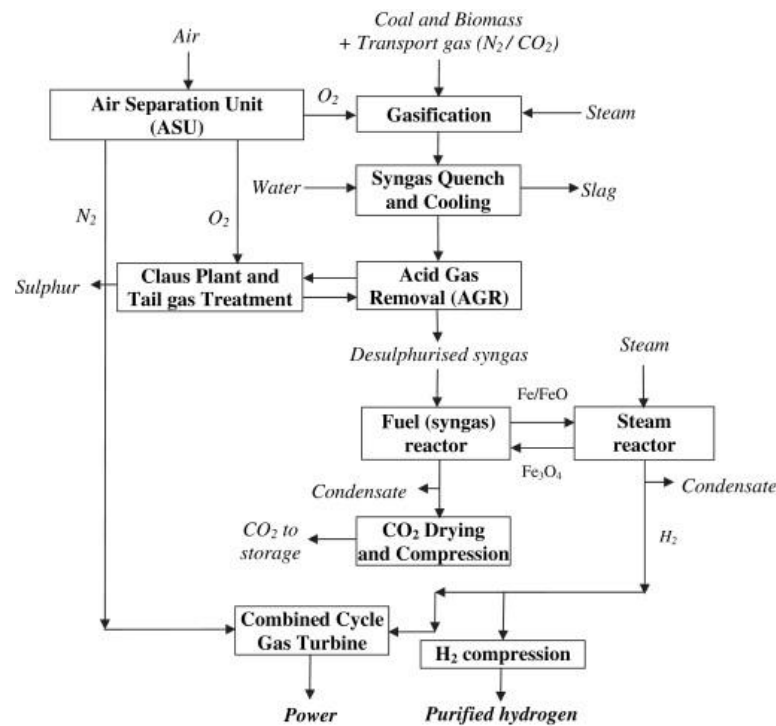 Coal and Biomass
+ Transport gas (N₂ / CO₂)
Air
Air Separation Unit
(ASU)
O₂
Gasification
Steam
Water
Syngas Quench
and Cooling
Slag
N₂
O₂
Sulphur
Claus Plant and
Tail gas Treatment
Acid Gas
Removal (AGR)
Desulphurised syngas
Steam
Fuel (syngas)
reactor
Fe/FeO
Fe₃O₄
Steam
reactor
Condensate
Condensate
CO₂ to
storage
CO₂ Drying
and Compression
H₂
Combined Cycle
Gas Turbine
H₂ compression
Power
Purified hydrogen